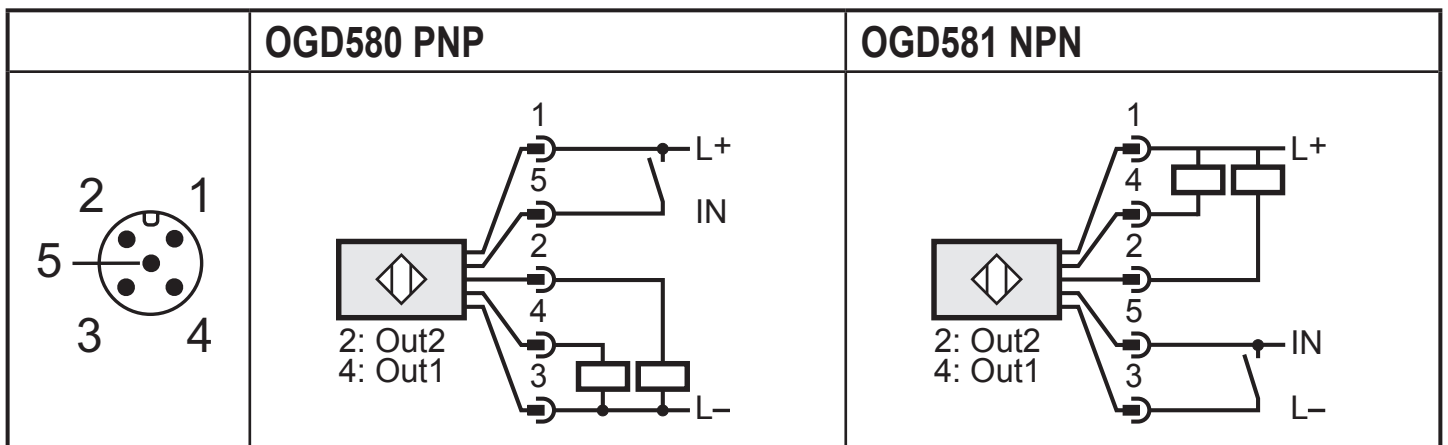 OGD580 PNP
OGD581 NPN
2 1
5
3 4
1
L+
5
IN
2
4
3
L–
2: Out2
4: Out1
1
L+
4
2
5
IN
3
L–
2: Out2
4: Out1